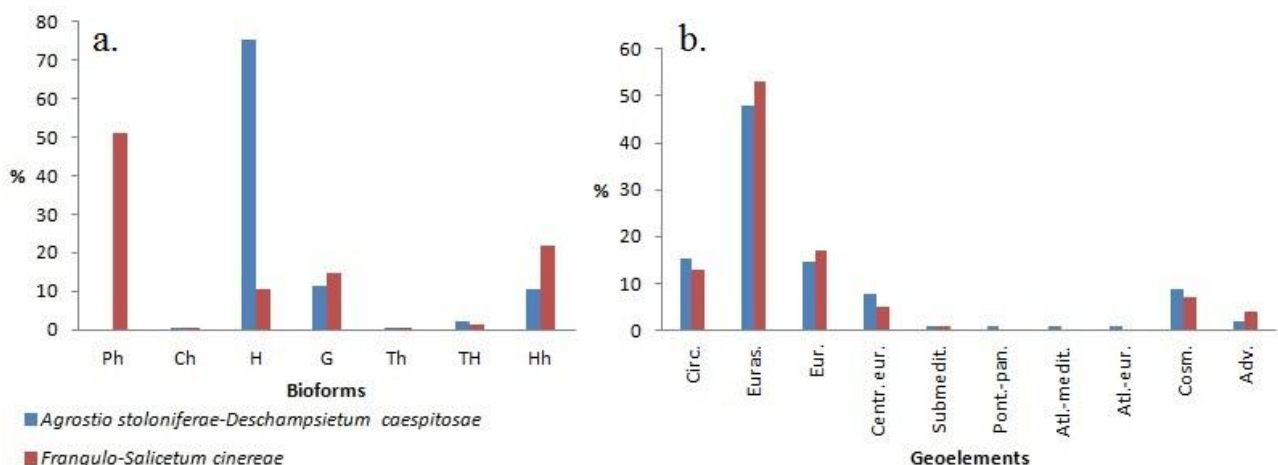 a.
80
70
60
50
40
30
20
10
0
%
Ph Ch H G Th TH Hh
Bioforms
b.
60
50
40
30
20
10
0
%
Circ. Euras. Eur. Centr. eur. Submedit. Pont.-pan. Atl.-medit. Atl.-eur. Cosm. Adv.
Geoelements
Agrostio stoloniferae-Deschampsietum caespitosae
Frangulo-Salicetum cinereae